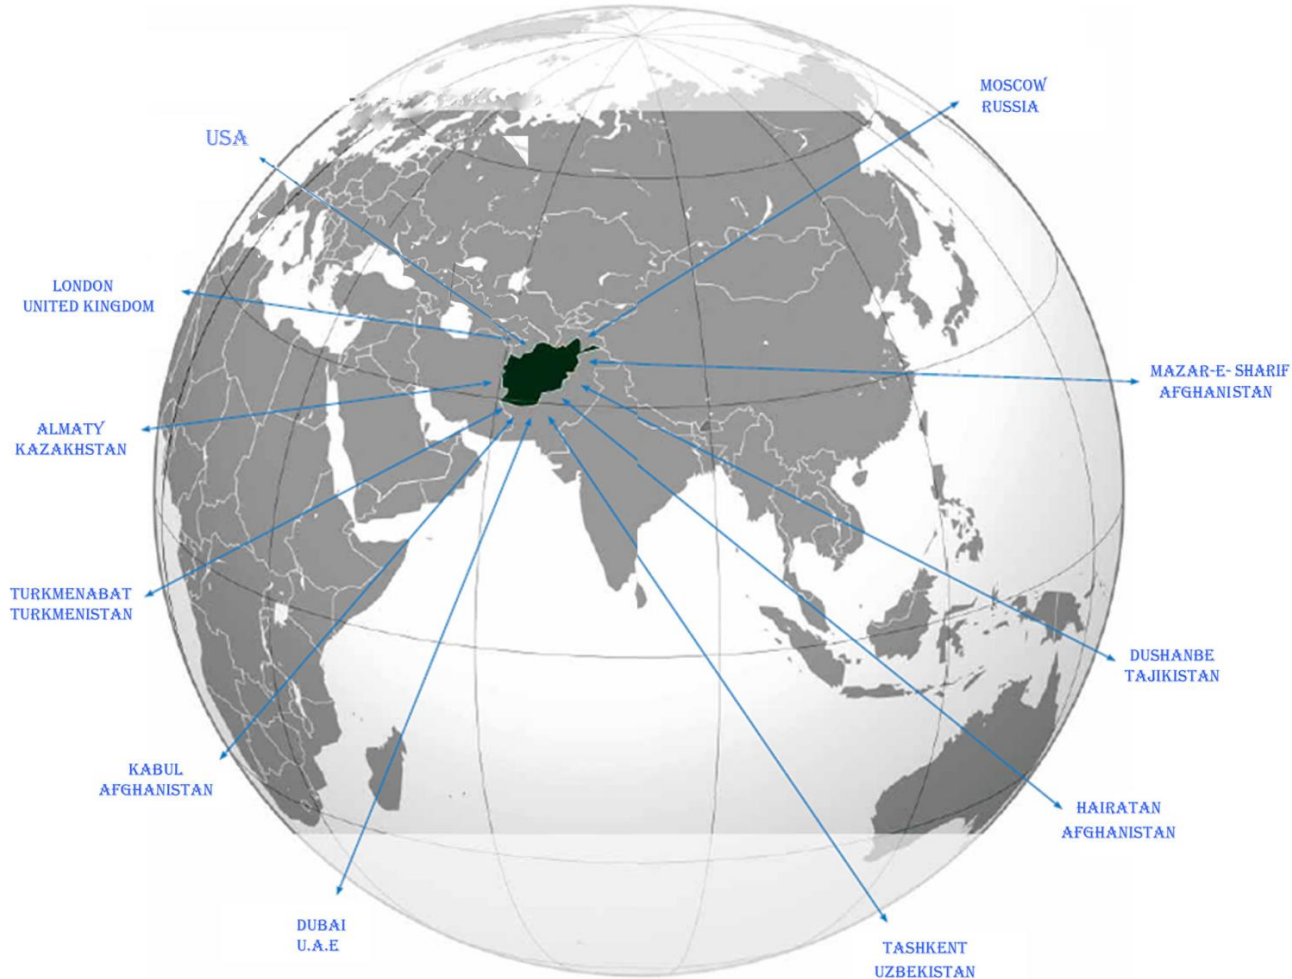 MOSCOW
RUSSIA
USA
LONDON
UNITED KINGDOM
MAZAR-E- SHARIF
AFGHANISTAN
ALMATY
KAZAKHSTAN
TURKMENABAT
TURKMENISTAN
DUSHANBE
TAJIKISTAN
KABUL
AFGHANISTAN
HAIRATAN
AFGHANISTAN
DUBAI
U.A.E
TASHKENT
UZBEKISTAN